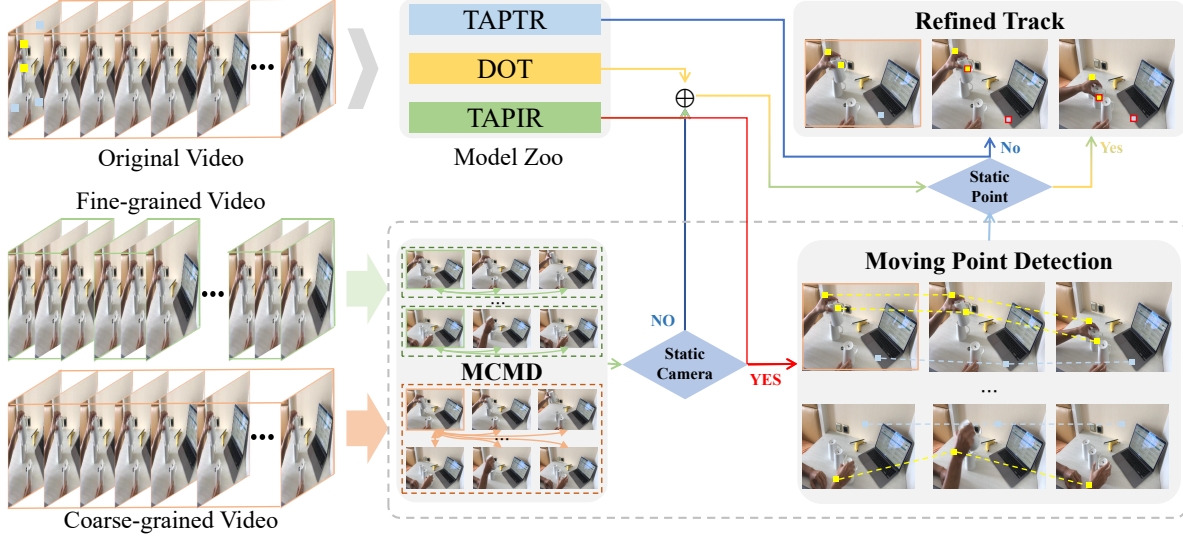 TAPTR
DOT
TAPIR
Model Zoo
Original Video
•••
Refined Track
No
Yes
Static
Point
Fine-grained Video
•••
Coarse-grained Video
•••
MCMD
...
...
NO
Static
Camera
YES
Moving Point Detection
...